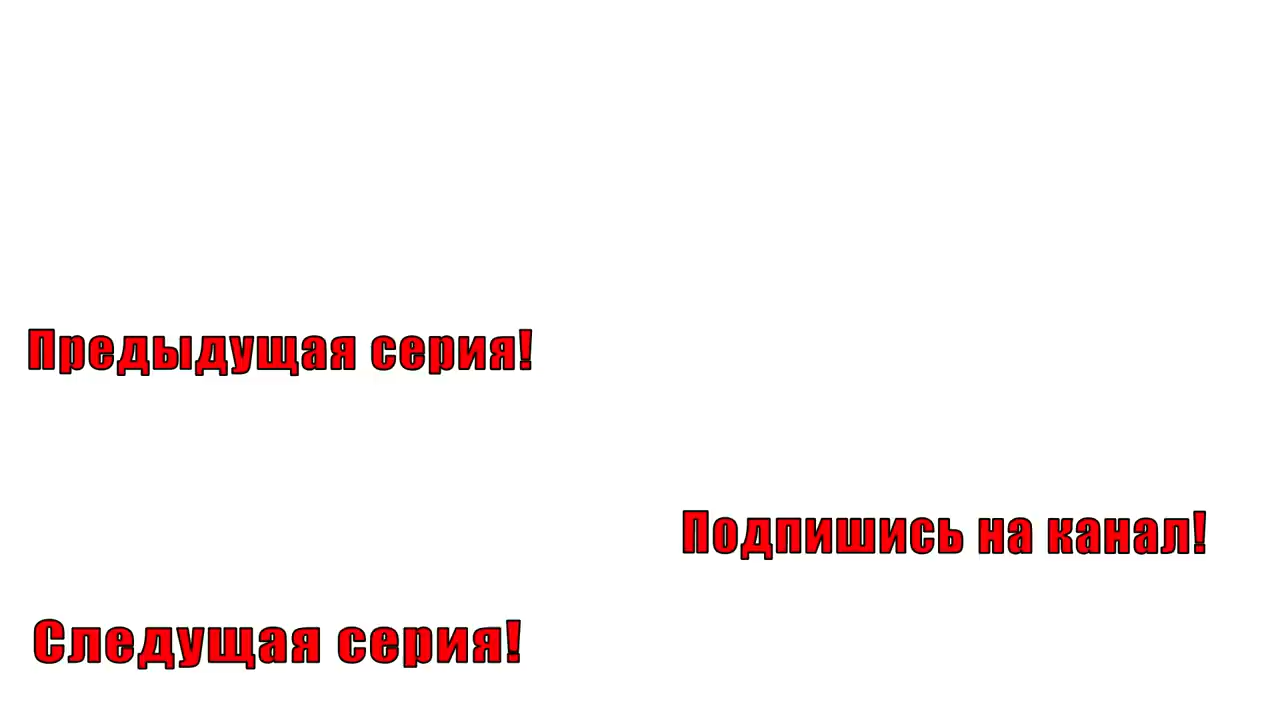 Предыдущая серия!
Подпишись на канал!
Следущая серия!